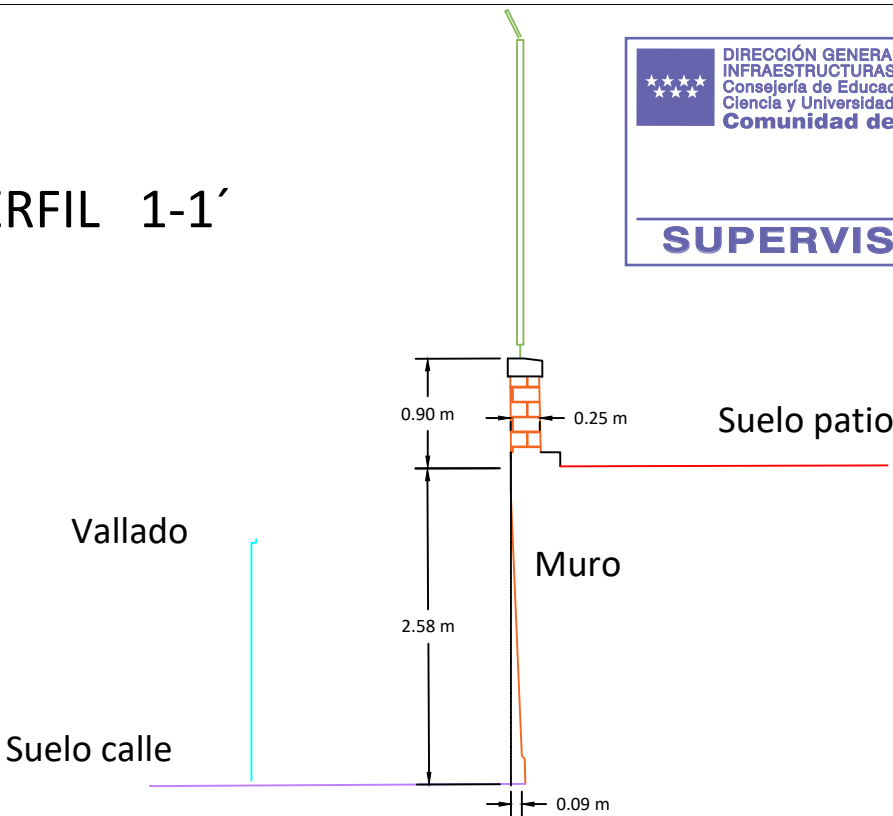 ERFIL 1-1´
DIRECCIÓN GENERA
INFRAESTRUCTURAS
Consejería de Educac
Ciencia y Universidad
Comunidad de
SUPERVIS
0.90 m
0.25 m
Suelo patio
Vallado
Muro
2.58 m
Suelo calle
0.09 m